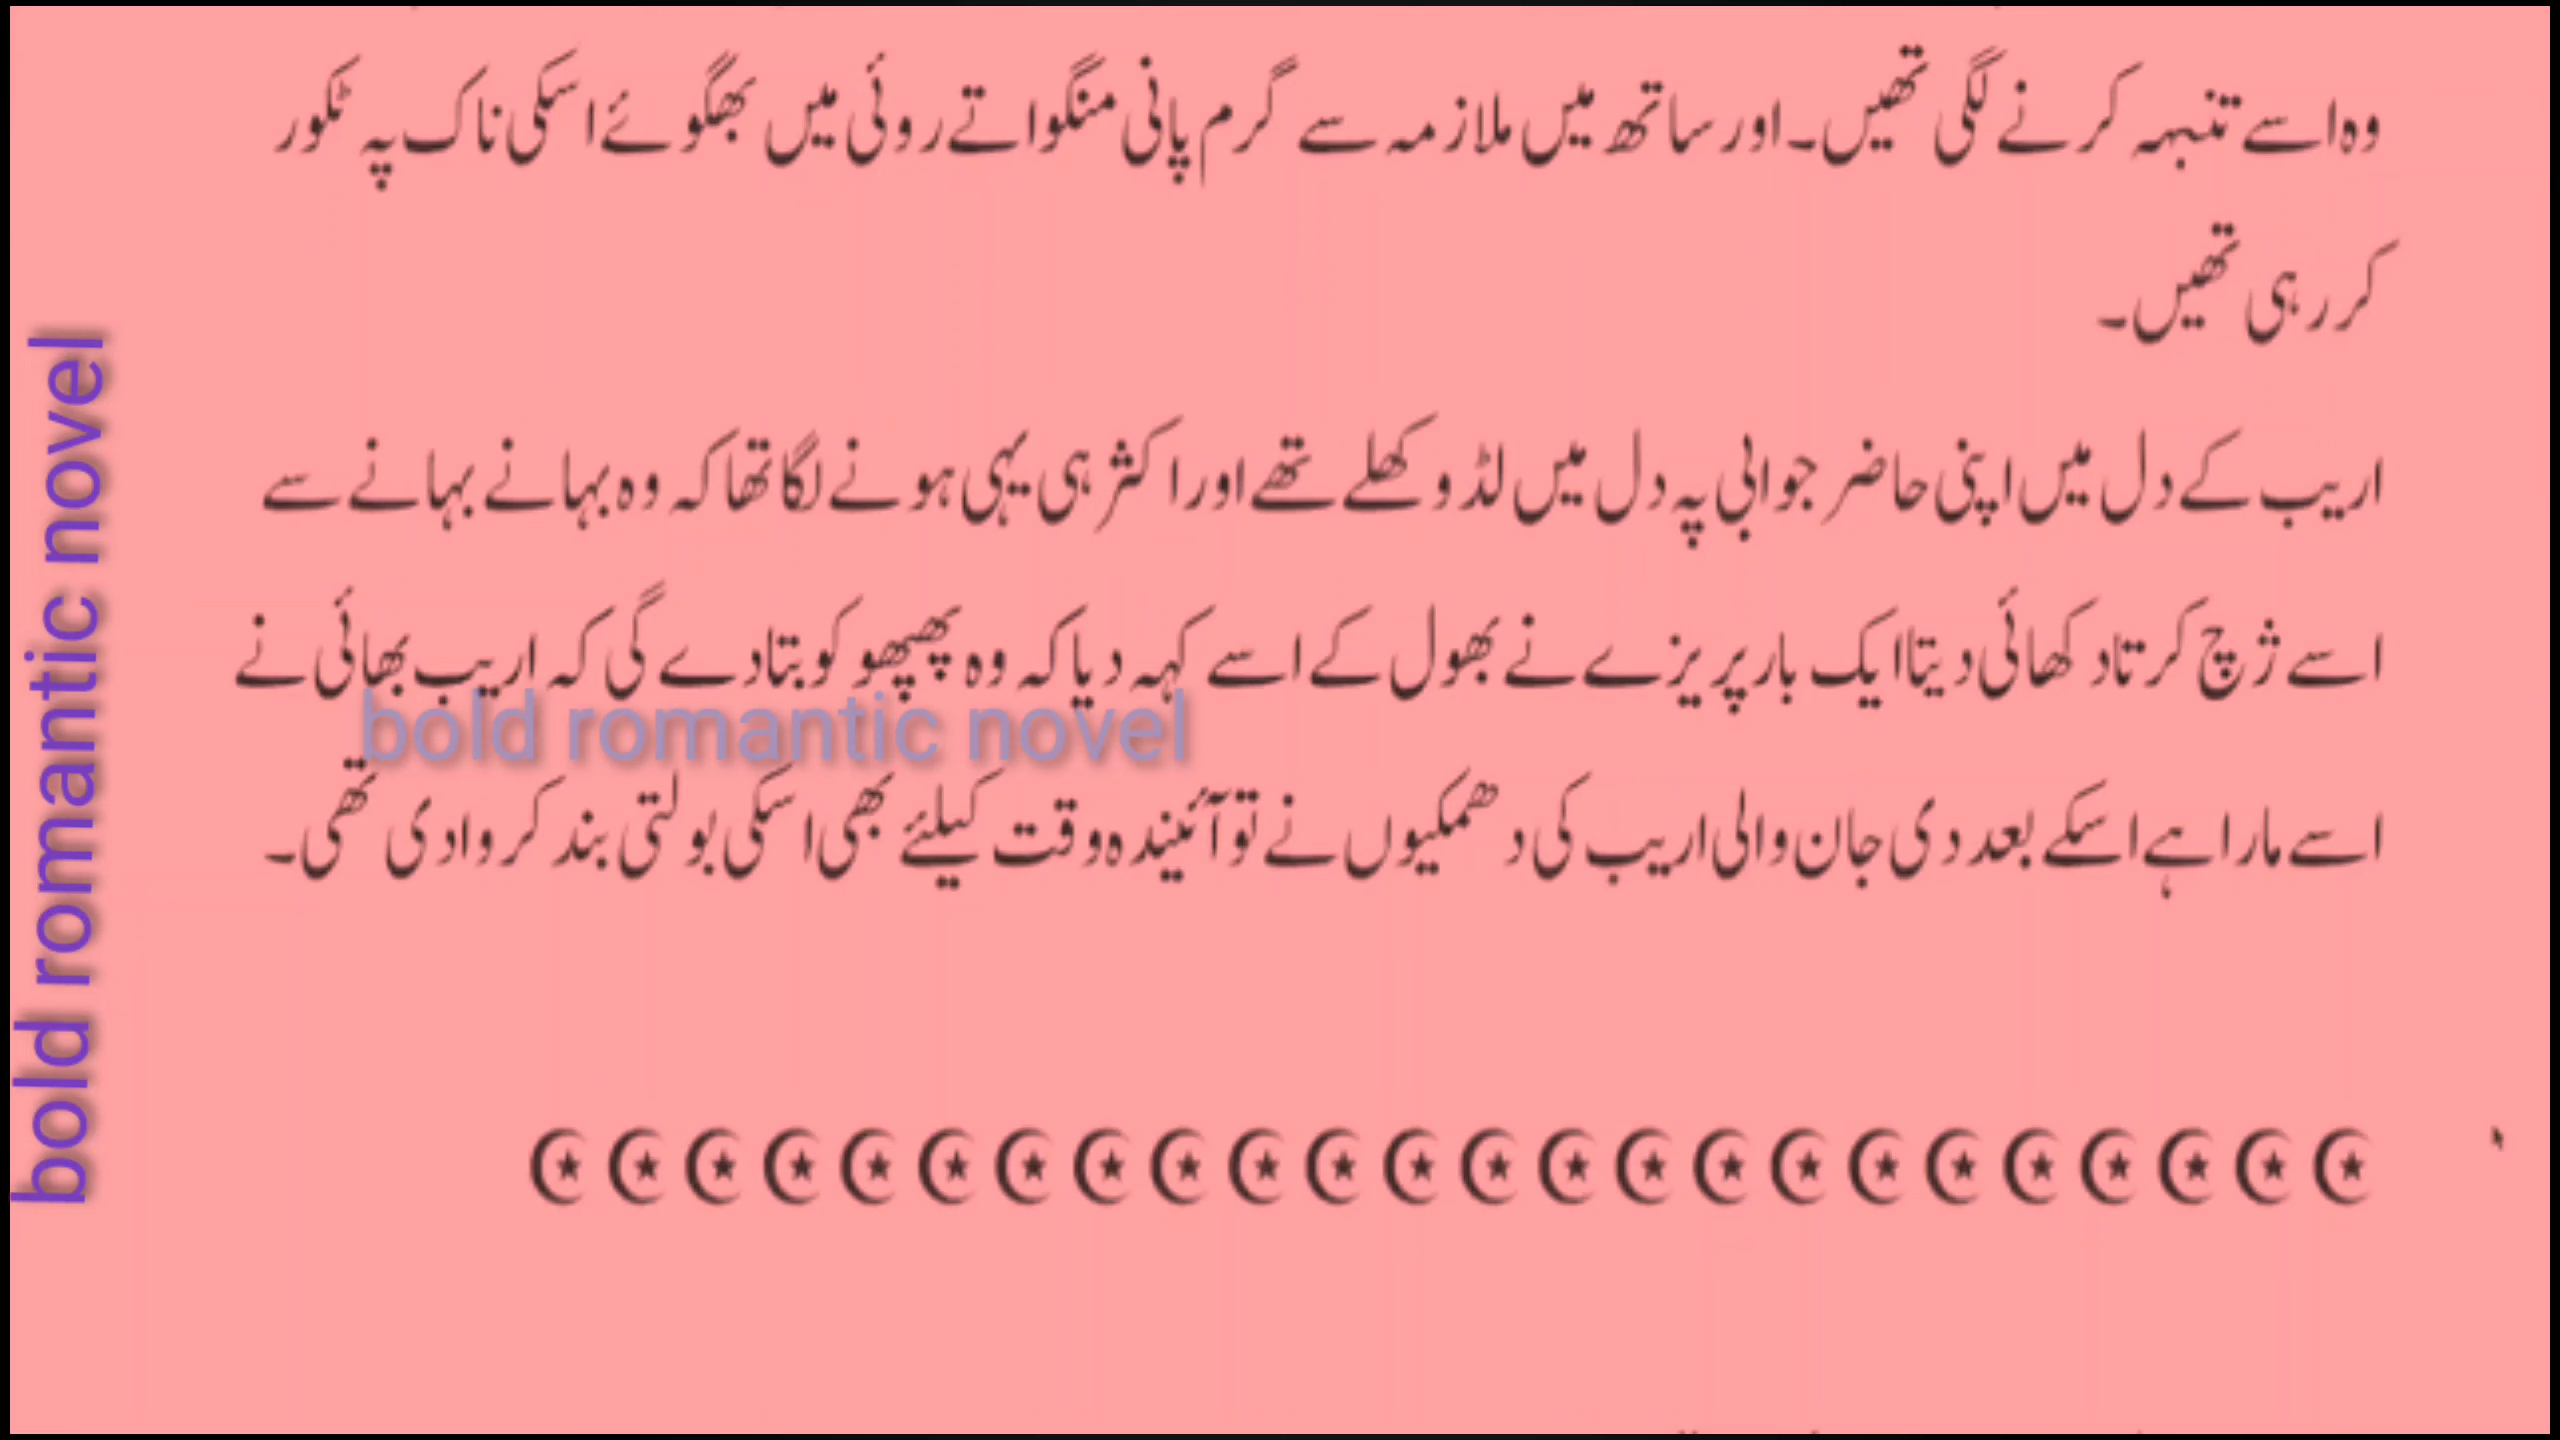 وہ اسے تنبہہ کرنے لگی تھیں۔ اور ساتھ میں ملازمہ سے گرم پانی منگواتے روئی میں بھگوئے اسکی ناک پہ ٹکور
کر رہی تھیں۔
اریب کے دل میں اپنی حاضر جوابی پہ دل میں لڈو کھلے تھے اور اکثر ہی یہی ہونے لگا تھا کہ وہ بہانے بہانے سے
اسے ژچ کرتا دکھائی دیتا ایک بار پریزے نے بھول کے اسے کہہ دیا کہ وہ پھپھو کو بتا دے گی کہ اریب بھائی نے
bold romantic novel
اسے مارا ہے اسکے بعد دی جان والی اریب کی دھمکیوں نے تو آئیندہ وقت کیلئے بھی اسکی بولتی بند کروا دی تھی۔
☪☪☪☪☪☪☪☪☪☪☪☪☪☪☪☪☪☪☪☪☪☪☪☪
bold romantic novel